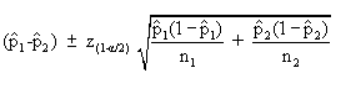 (p̂₁-p̂₂) ± z₍₁₋α/₂₎ √( p̂₁(1-p̂₁)/n₁ + p̂₂(1-p̂₂)/n₂ )